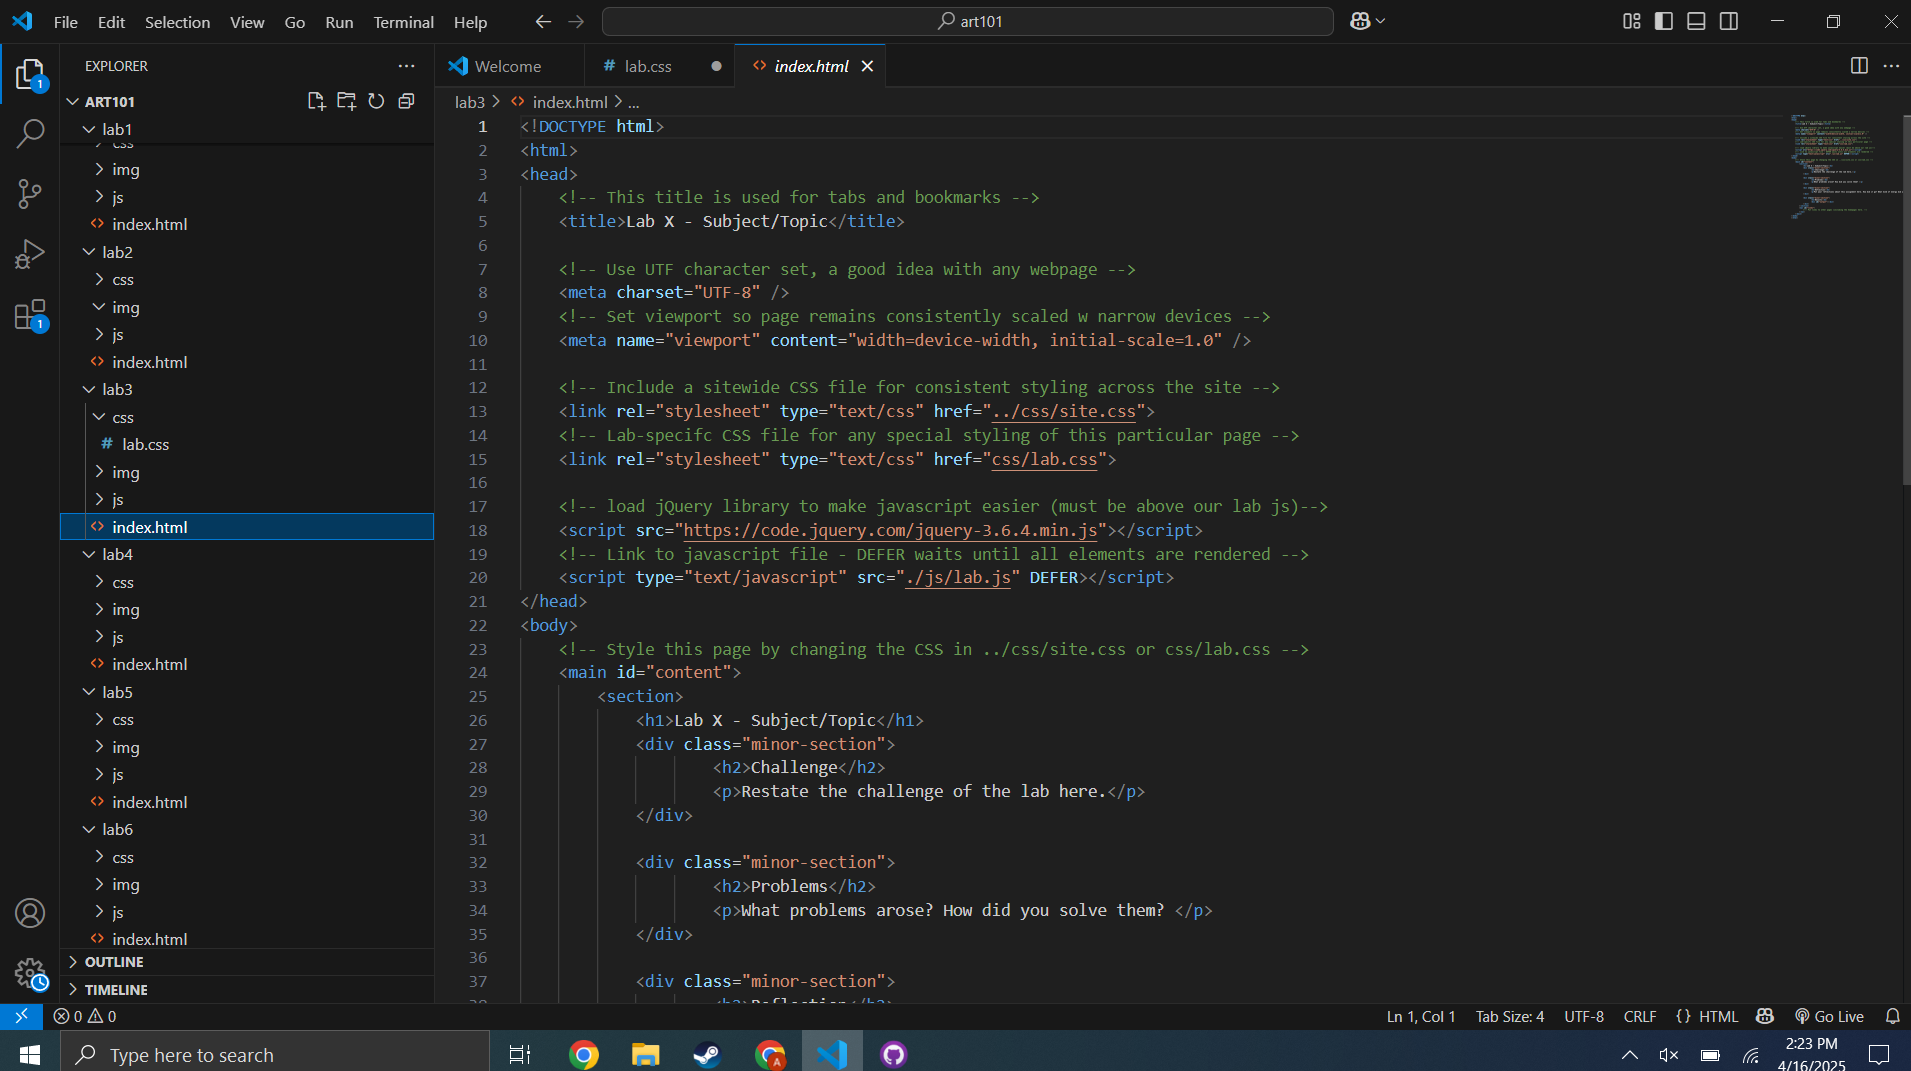 File Edit Selection View Go Run Terminal Help
art101
EXPLORER
Welcome
# lab.css
index.html
ART101
lab3 > index.html > ...
lab1
css
img
js
index.html
lab2
css
img
js
index.html
lab3
css
# lab.css
img
js
index.html
lab4
css
img
js
index.html
lab5
css
img
js
index.html
lab6
css
img
js
index.html
OUTLINE
TIMELINE
1 <!DOCTYPE html>
2 <html>
3 <head>
4 <!-- This title is used for tabs and bookmarks -->
5 <title>Lab X - Subject/Topic</title>
6
7 <!-- Use UTF character set, a good idea with any webpage -->
8 <meta charset="UTF-8" />
9 <!-- Set viewport so page remains consistently scaled w narrow devices -->
10 <meta name="viewport" content="width=device-width, initial-scale=1.0" />
11
12 <!-- Include a sitewide CSS file for consistent styling across the site -->
13 <link rel="stylesheet" type="text/css" href="../css/site.css">
14 <!-- Lab-specifc CSS file for any special styling of this particular page -->
15 <link rel="stylesheet" type="text/css" href="css/lab.css">
16
17 <!-- load jQuery library to make javascript easier (must be above our lab js)-->
18 <script src="https://code.jquery.com/jquery-3.6.4.min.js"></script>
19 <!-- Link to javascript file - DEFER waits until all elements are rendered -->
20 <script type="text/javascript" src="./js/lab.js" DEFER></script>
21 </head>
22 <body>
23 <!-- Style this page by changing the CSS in ../css/site.css or css/lab.css -->
24 <main id="content">
25 <section>
26 <h1>Lab X - Subject/Topic</h1>
27 <div class="minor-section">
28 <h2>Challenge</h2>
29 <p>Restate the challenge of the lab here.</p>
30 </div>
31
32 <div class="minor-section">
33 <h2>Problems</h2>
34 <p>What problems arose? How did you solve them? </p>
35 </div>
36
37 <div class="minor-section">
38 <h2>Reflection</h2>
1
1
0 0
Ln 1, Col 1 Tab Size: 4 UTF-8 CRLF {} HTML Go Live
Type here to search
A
2:23 PM
4/16/2025